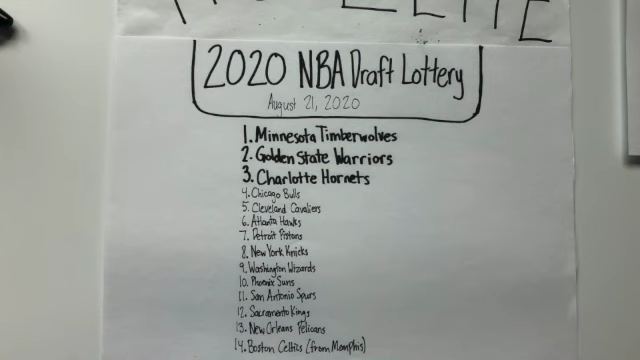 2020 NBA Draft Lottery
August 21, 2020
1. Minnesota Timberwolves
2. Golden State Warriors
3. Charlotte Hornets
4. Chicago Bulls
5. Cleveland Cavaliers
6. Atlanta Hawks
7. Detroit Pistons
8. New York Knicks
9. Washington Wizards
10. Phoenix Suns
11. San Antonio Spurs
12. Sacramento Kings
13. New Orleans Pelicans
14. Boston Celtics (from Memphis)